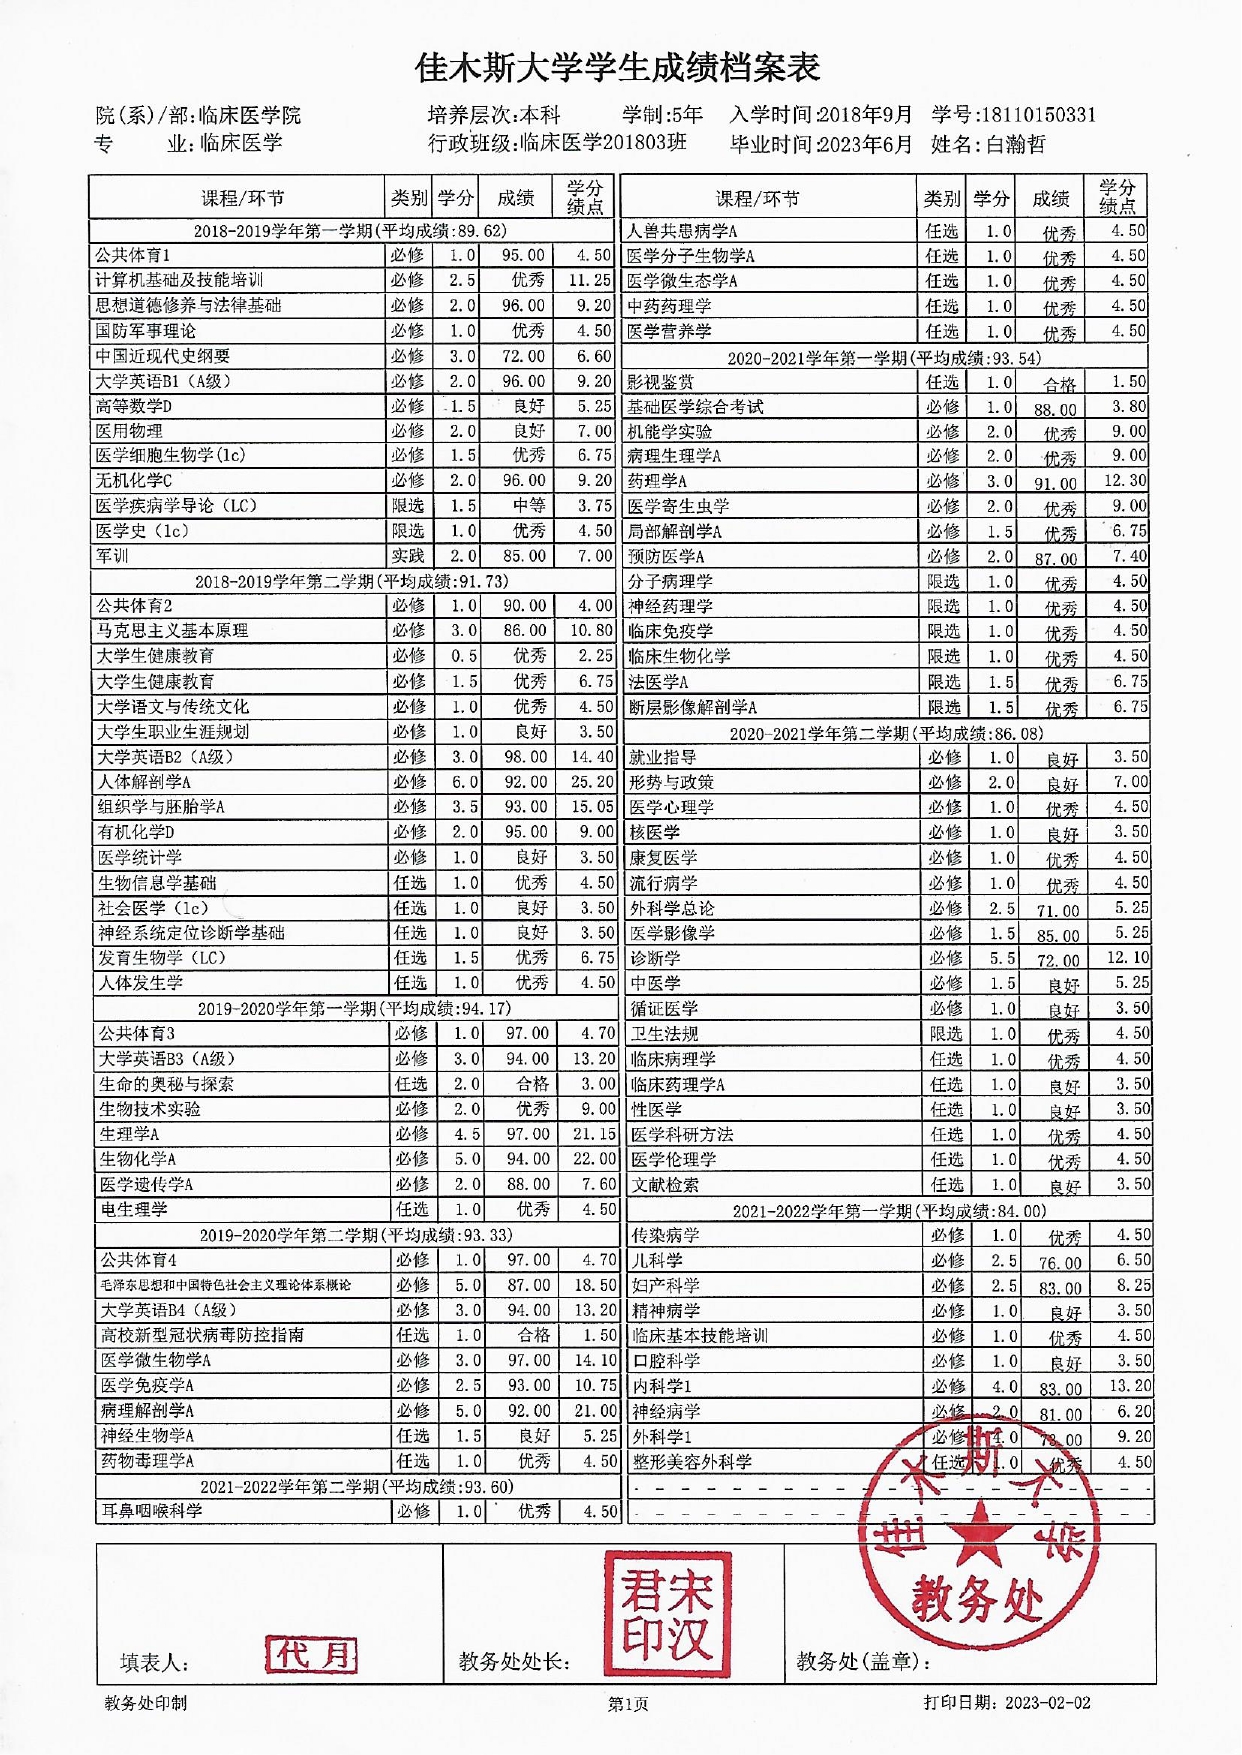 佳木斯大学学生成绩档案表
院(系)/部:临床医学院 培养层次:本科 学制:5年 入学时间:2018年9月 学号:18110150331
专 业:临床医学 行政班级:临床医学201803班 毕业时间:2023年6月 姓名:白瀚哲
课程/环节 类别 学分 成绩 学分绩点
2018-2019学年第一学期(平均成绩:89.62)
公共体育1 必修 1.0 95.00 4.50
计算机基础及技能培训 必修 2.5 优秀 11.25
思想道德修养与法律基础 必修 2.0 96.00 9.20
国防军事理论 必修 1.0 优秀 4.50
中国近现代史纲要 必修 3.0 72.00 6.60
大学英语B1（A级） 必修 2.0 96.00 9.20
高等数学D 必修 1.5 良好 5.25
医用物理 必修 2.0 良好 7.00
医学细胞生物学(lc) 必修 1.5 优秀 6.75
无机化学C 必修 2.0 96.00 9.20
医学疾病学导论（LC） 限选 1.5 中等 3.75
医学史（lc） 限选 1.0 优秀 4.50
军训 实践 2.0 85.00 7.00
2018-2019学年第二学期(平均成绩:91.73)
公共体育2 必修 1.0 90.00 4.00
马克思主义基本原理 必修 3.0 86.00 10.80
大学生健康教育 必修 0.5 优秀 2.25
大学生健康教育 必修 1.5 优秀 6.75
大学语文与传统文化 必修 1.0 优秀 4.50
大学生职业生涯规划 必修 1.0 良好 3.50
大学英语B2（A级） 必修 3.0 98.00 14.40
人体解剖学A 必修 6.0 92.00 25.20
组织学与胚胎学A 必修 3.5 93.00 15.05
有机化学D 必修 2.0 95.00 9.00
医学统计学 必修 1.0 良好 3.50
生物信息学基础 任选 1.0 优秀 4.50
社会医学（lc） 任选 1.0 良好 3.50
神经系统定位诊断学基础 任选 1.0 良好 3.50
发育生物学（LC） 任选 1.5 优秀 6.75
人体发生学 任选 1.0 优秀 4.50
2019-2020学年第一学期(平均成绩:94.17)
公共体育3 必修 1.0 97.00 4.70
大学英语B3（A级） 必修 3.0 94.00 13.20
生命的奥秘与探索 任选 2.0 合格 3.00
生物技术实验 必修 2.0 优秀 9.00
生理学A 必修 4.5 97.00 21.15
生物化学A 必修 5.0 94.00 22.00
医学遗传学A 必修 2.0 88.00 7.60
电生理学 任选 1.0 优秀 4.50
2019-2020学年第二学期(平均成绩:93.33)
公共体育4 必修 1.0 97.00 4.70
毛泽东思想和中国特色社会主义理论体系概论 必修 5.0 87.00 18.50
大学英语B4（A级） 必修 3.0 94.00 13.20
高校新型冠状病毒防控指南 任选 1.0 合格 1.50
医学微生物学A 必修 3.0 97.00 14.10
医学免疫学A 必修 2.5 93.00 10.75
病理解剖学A 必修 5.0 92.00 21.00
神经生物学A 任选 1.5 良好 5.25
药物毒理学A 任选 1.0 优秀 4.50
2021-2022学年第二学期(平均成绩:93.60)
耳鼻咽喉科学 必修 1.0 优秀 4.50
课程/环节 类别 学分 成绩 学分绩点
人兽共患病学A 任选 1.0 优秀 4.50
医学分子生物学A 任选 1.0 优秀 4.50
医学微生态学A 任选 1.0 优秀 4.50
中药药理学 任选 1.0 优秀 4.50
医学营养学 任选 1.0 优秀 4.50
2020-2021学年第一学期(平均成绩:93.54)
影视鉴赏 任选 1.0 合格 1.50
基础医学综合考试 必修 1.0 88.00 3.80
机能学实验 必修 2.0 优秀 9.00
病理生理学A 必修 2.0 优秀 9.00
药理学A 必修 3.0 91.00 12.30
医学寄生虫学 必修 2.0 优秀 9.00
局部解剖学A 必修 1.5 优秀 6.75
预防医学A 必修 2.0 87.00 7.40
分子病理学 限选 1.0 优秀 4.50
神经药理学 限选 1.0 优秀 4.50
临床免疫学 限选 1.0 优秀 4.50
临床生物化学 限选 1.0 优秀 4.50
法医学A 限选 1.5 优秀 6.75
断层影像解剖学A 限选 1.5 优秀 6.75
2020-2021学年第二学期(平均成绩:86.08)
就业指导 必修 1.0 良好 3.50
形势与政策 必修 2.0 良好 7.00
医学心理学 必修 1.0 优秀 4.50
核医学 必修 1.0 良好 3.50
康复医学 必修 1.0 优秀 4.50
流行病学 必修 1.0 优秀 4.50
外科学总论 必修 2.5 71.00 5.25
医学影像学 必修 1.5 85.00 5.25
诊断学 必修 5.5 72.00 12.10
中医学 必修 1.5 良好 5.25
循证医学 必修 1.0 良好 3.50
卫生法规 限选 1.0 优秀 4.50
临床病理学 任选 1.0 优秀 4.50
临床药理学A 任选 1.0 良好 3.50
性医学 任选 1.0 良好 3.50
医学科研方法 任选 1.0 优秀 4.50
医学伦理学 任选 1.0 优秀 4.50
文献检索 任选 1.0 良好 3.50
2021-2022学年第一学期(平均成绩:84.00)
传染病学 必修 1.0 优秀 4.50
儿科学 必修 2.5 76.00 6.50
妇产科学 必修 2.5 83.00 8.25
精神病学 必修 1.0 良好 3.50
临床基本技能培训 必修 1.0 优秀 4.50
口腔科学 必修 1.0 良好 3.50
内科学1 必修 4.0 83.00 13.20
神经病学 必修 2.0 81.00 6.20
外科学1 必修 4.0 73.00 9.20
整形美容外科学 任选 1.0 优秀 4.50
佳木斯大学
教务处
填表人: 代月
教务处处长: 宋汉君印
教务处(盖章):
教务处印制 第1页 打印日期: 2023-02-02